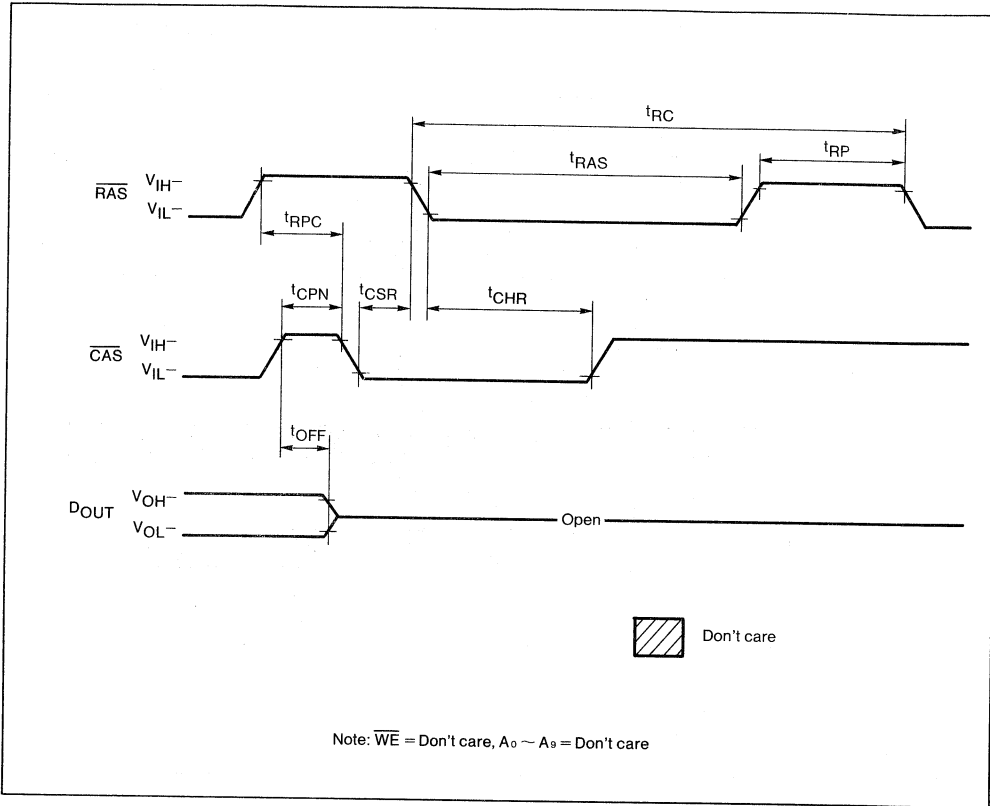 tRC
tRAS
tRP
RAS
VIH–
VIL–
tRPC
tCPN
tCSR
tCHR
CAS
VIH–
VIL–
tOFF
DOUT
VOH–
VOL–
Open
Don't care
Note: WE = Don't care, A0 ~ A9 = Don't care